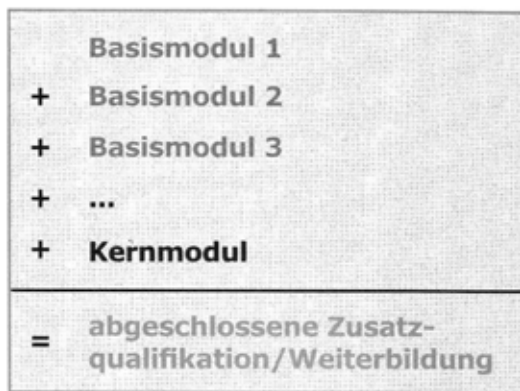 Basismodul 1
+ Basismodul 2
+ Basismodul 3
+ ...
+ Kernmodul
= abgeschlossene Zusatz-
qualifikation/Weiterbildung